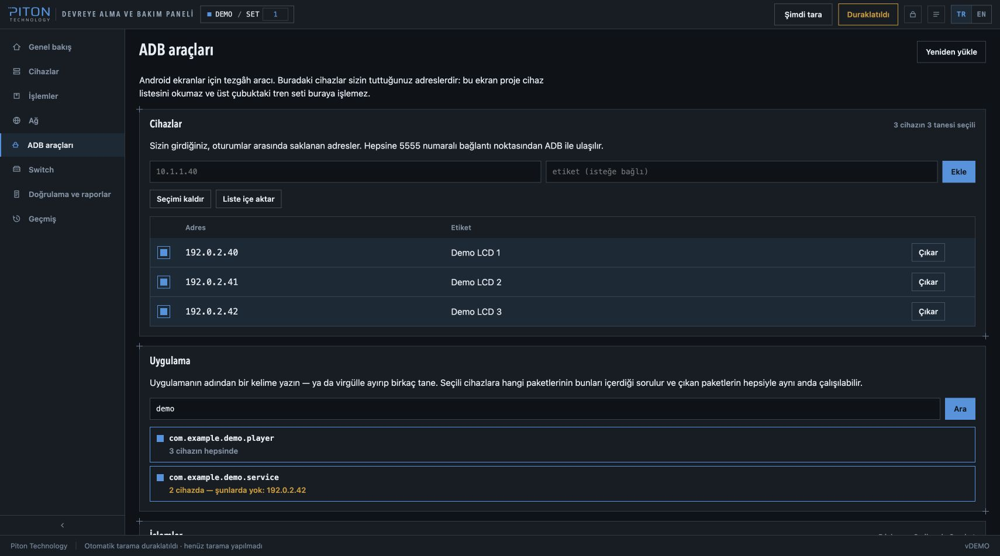 PITON
TECHNOLOGY
DEVREYE ALMA VE BAKIM PANELİ
DEMO / SET 1
Şimdi tara
Duraklatıldı
TR
EN
Genel bakış
Cihazlar
İşlemler
Ağ
ADB araçları
Switch
Doğrulama ve raporlar
Geçmiş
ADB araçları
Yeniden yükle
Android ekranlar için tezgâh aracı. Buradaki cihazlar sizin tuttuğunuz adreslerdir: bu ekran proje cihaz
listesini okumaz ve üst çubuktaki tren seti buraya işlemez.
Cihazlar
3 cihazın 3 tanesi seçili
Sizin girdiğiniz, oturumlar arasında saklanan adresler. Hepsine 5555 numaralı bağlantı noktasından ADB ile ulaşılır.
10.1.1.40
etiket (isteğe bağlı)
Ekle
Seçimi kaldır
Liste içe aktar
Adres
Etiket
192.0.2.40
Demo LCD 1
Çıkar
192.0.2.41
Demo LCD 2
Çıkar
192.0.2.42
Demo LCD 3
Çıkar
Uygulama
Uygulamanın adından bir kelime yazın — ya da virgülle ayırıp birkaç tane. Seçili cihazlara hangi paketlerinin bunları içerdiği sorulur ve çıkan paketlerin hepsiyle aynı anda çalışılabilir.
demo
Ara
com.example.demo.player
3 cihazın hepsinde
com.example.demo.service
2 cihazda — şunlarda yok: 192.0.2.42
İşlemler
Piton Technology
Otomatik tarama duraklatıldı · henüz tarama yapılmadı
vDEMO